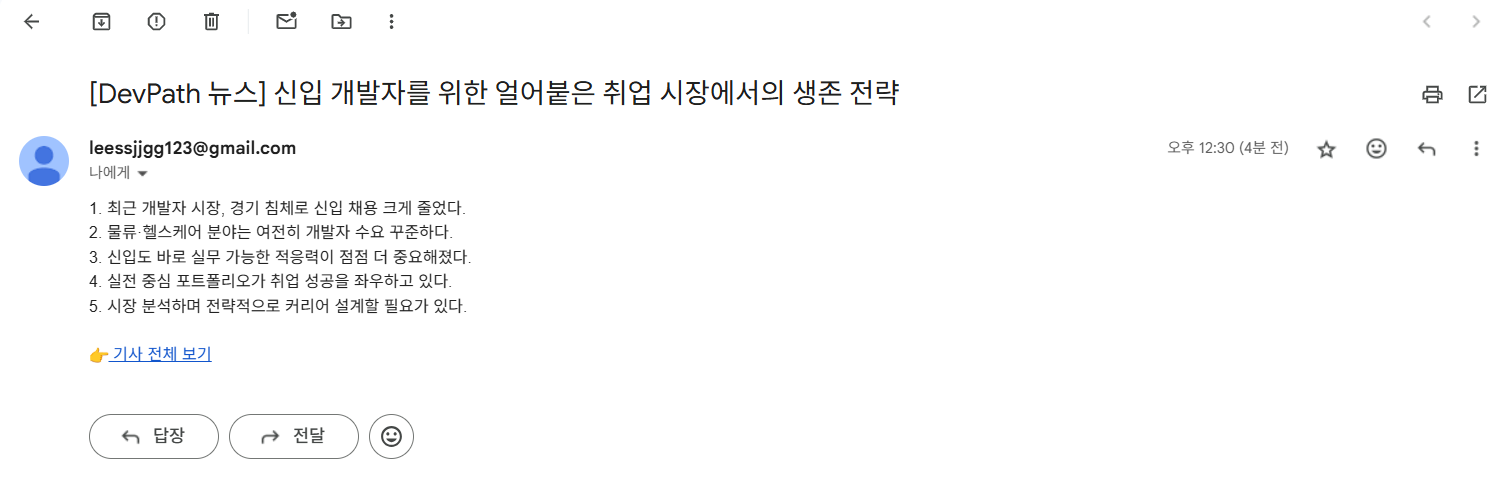 [DevPath 뉴스] 신입 개발자를 위한 얼어붙은 취업 시장에서의 생존 전략
leessjjgg123@gmail.com
오후 12:30 (4분 전)
나에게
1. 최근 개발자 시장, 경기 침체로 신입 채용 크게 줄었다.
2. 물류·헬스케어 분야는 여전히 개발자 수요 꾸준하다.
3. 신입도 바로 실무 가능한 적응력이 점점 더 중요해졌다.
4. 실전 중심 포트폴리오가 취업 성공을 좌우하고 있다.
5. 시장 분석하며 전략적으로 커리어 설계할 필요가 있다.
👉 기사 전체 보기
답장
전달